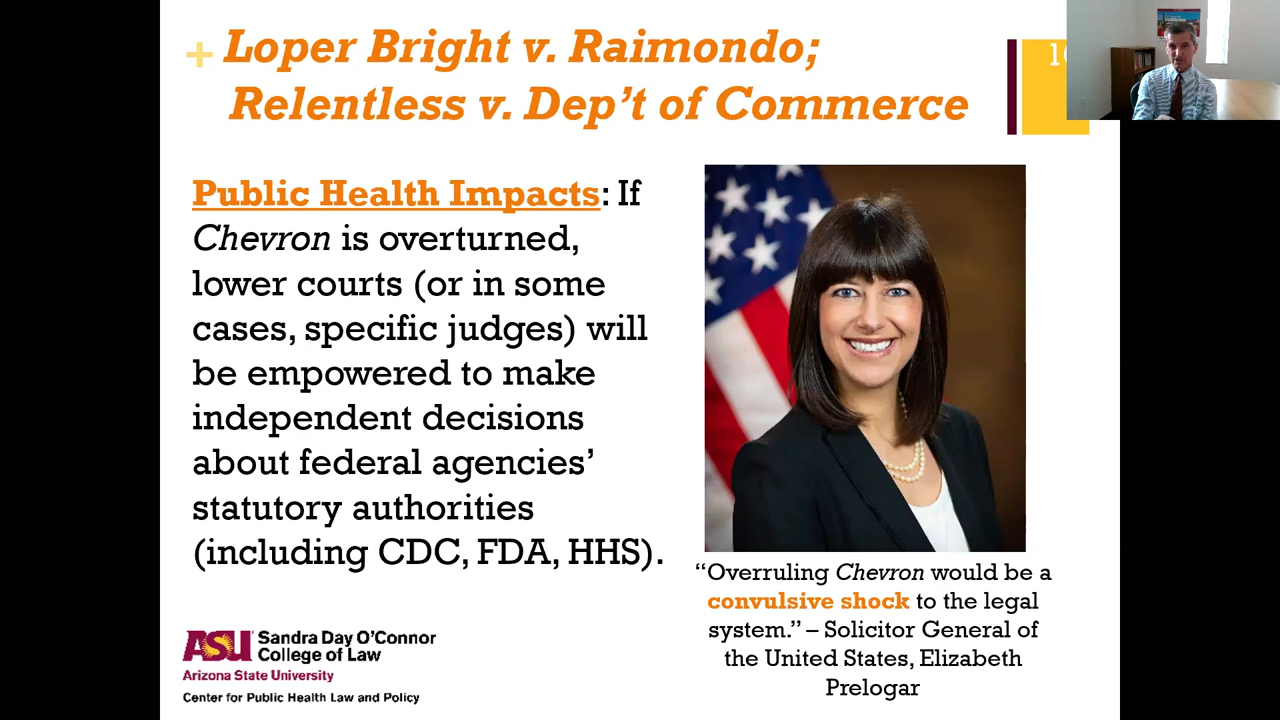 + Loper Bright v. Raimondo;
Relentless v. Dep't of Commerce
Public Health Impacts: If
Chevron is overturned,
lower courts (or in some
cases, specific judges) will
be empowered to make
independent decisions
about federal agencies'
statutory authorities
(including CDC, FDA, HHS).
“Overruling Chevron would be a
convulsive shock to the legal
system.” – Solicitor General of
the United States, Elizabeth
Prelogar
ASU Sandra Day O'Connor
College of Law
Arizona State University
Center for Public Health Law and Policy